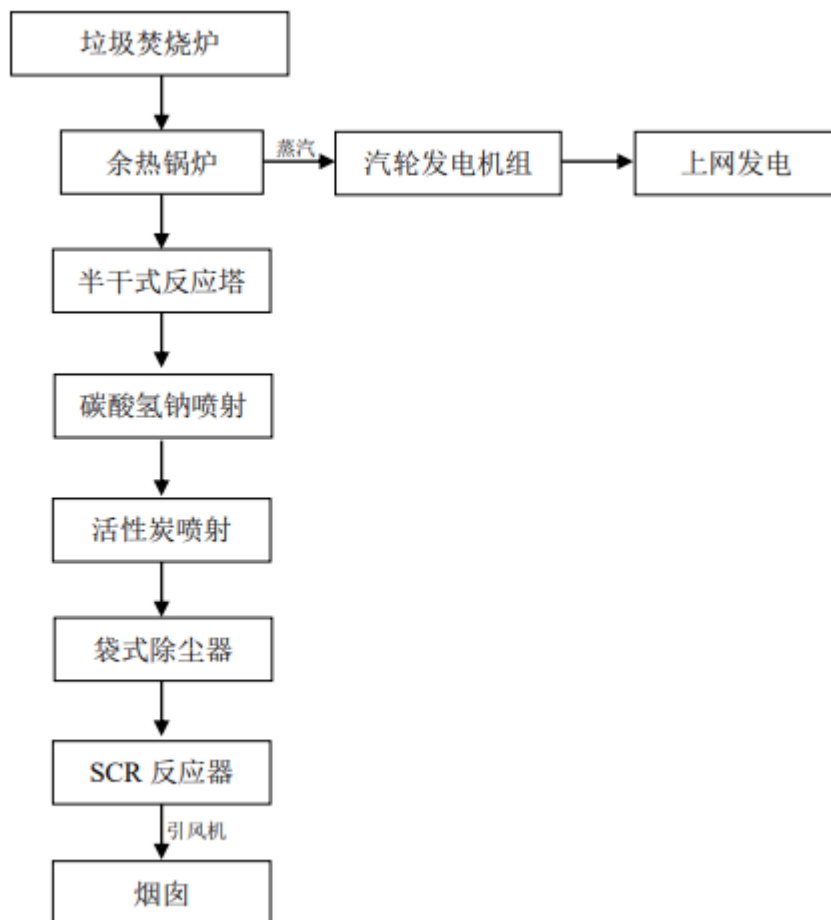 垃圾焚烧炉
余热锅炉
蒸汽
汽轮发电机组
上网发电
半干式反应塔
碳酸氢钠喷射
活性炭喷射
袋式除尘器
SCR 反应器
引风机
烟囱